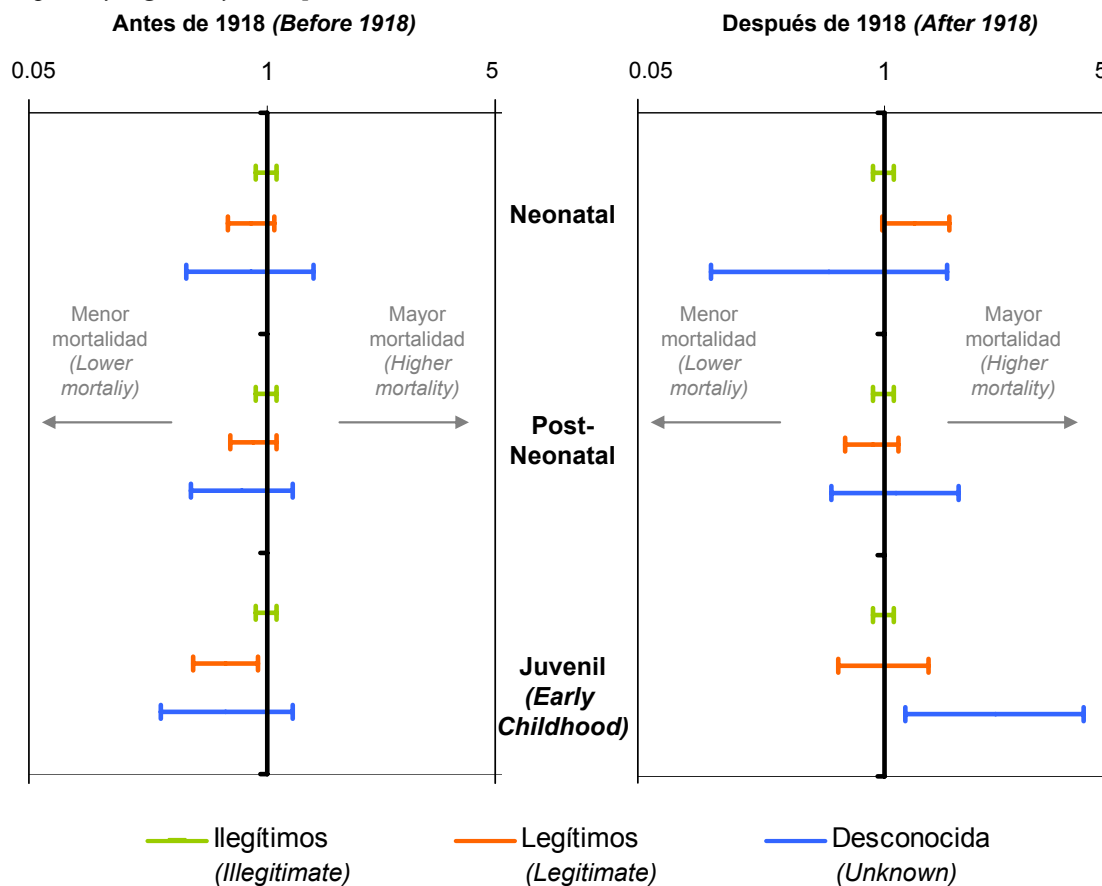 Antes de 1918 (Before 1918)
Después de 1918 (After 1918)
0.05 1 5
0.05 1 5
Neonatal
Menor
mortalidad
(Lower
mortaliy)
Mayor
mortalidad
(Higher
mortality)
Menor
mortalidad
(Lower
mortaliy)
Mayor
mortalidad
(Higher
mortality)
Post-
Neonatal
Juvenil
(Early
Childhood)
Ilegítimos
(Illegitimate)
Legítimos
(Legitimate)
Desconocida
(Unknown)